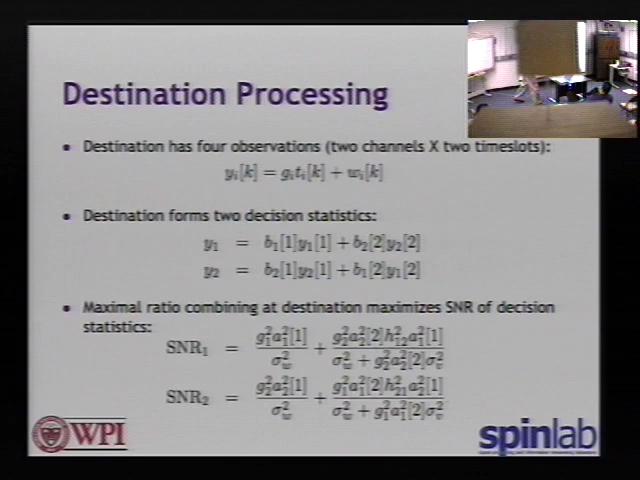 Destination Processing
• Destination has four observations (two channels X two timeslots):
y_i[k] = g_i t_i[k] + w_i[k]
• Destination forms two decision statistics:
y_1 = b_1[1]y_1[1] + b_2[2]y_2[2]
y_2 = b_2[1]y_2[1] + b_1[2]y_1[2]
• Maximal ratio combining at destination maximizes SNR of decision
statistics:
SNR_1 = g_1^2 a_1^2[1] / σ_w^2 + g_2^2 a_2^2[2] h_12^2 a_1^2[1] / (σ_w^2 + g_2^2 a_2^2[2] σ_v^2)
SNR_2 = g_2^2 a_2^2[1] / σ_w^2 + g_1^2 a_1^2[2] h_21^2 a_2^2[1] / (σ_w^2 + g_1^2 a_1^2[2] σ_v^2)
WPI
spinlab